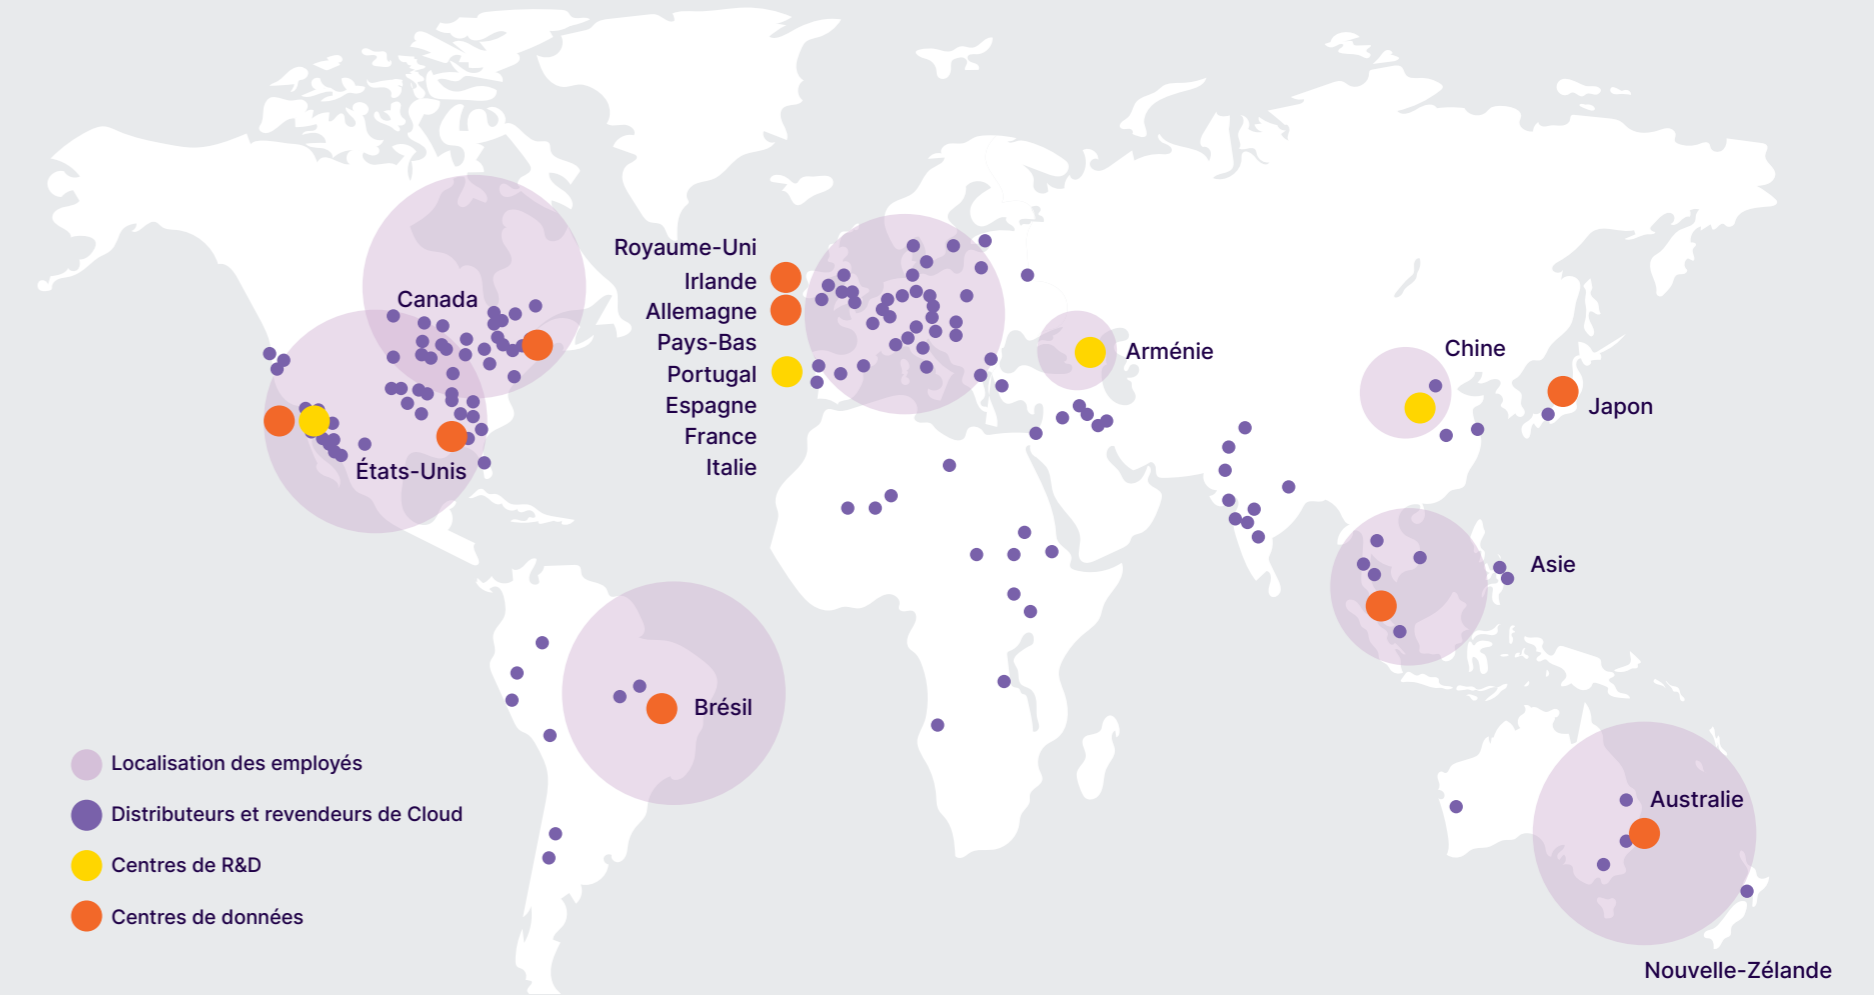 Canada
États-Unis
Royaume-Uni
Irlande
Allemagne
Pays-Bas
Portugal
Espagne
France
Italie
Arménie
Chine
Japon
Asie
Brésil
Australie
Nouvelle-Zélande
Localisation des employés
Distributeurs et revendeurs de Cloud
Centres de R&D
Centres de données